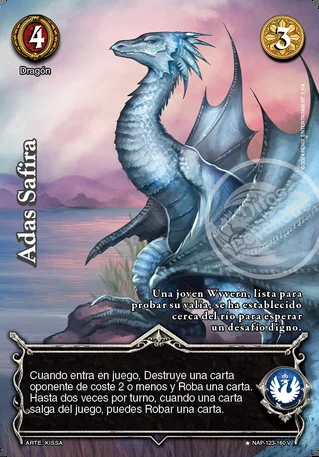 4
3
Dragón
Adas Safira
Una joven Wyvern, lista para
probar su valía, se ha establecido
cerca del río para esperar
un desafío digno.
Cuando entra en juego, Destruye una carta
oponente de coste 2 o menos y Roba una carta.
Hasta dos veces por turno, cuando una carta
salga del juego, puedes Robar una carta.
ARTE - KISSA
★ NAP-123-160 V